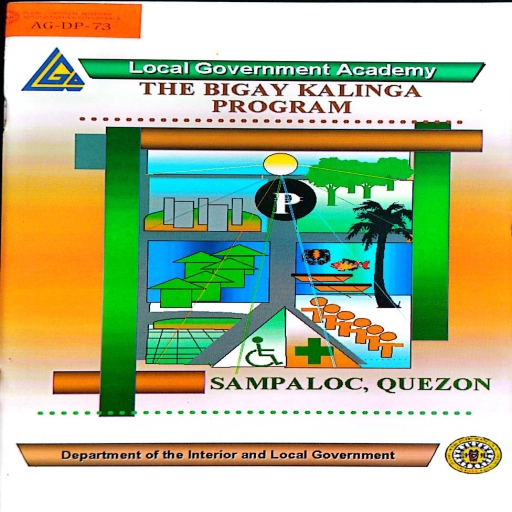 AG-DP-73
Local Government Academy
THE BIGAY KALINGA
PROGRAM
P
SAMPALOC, QUEZON
Department of the Interior and Local Government